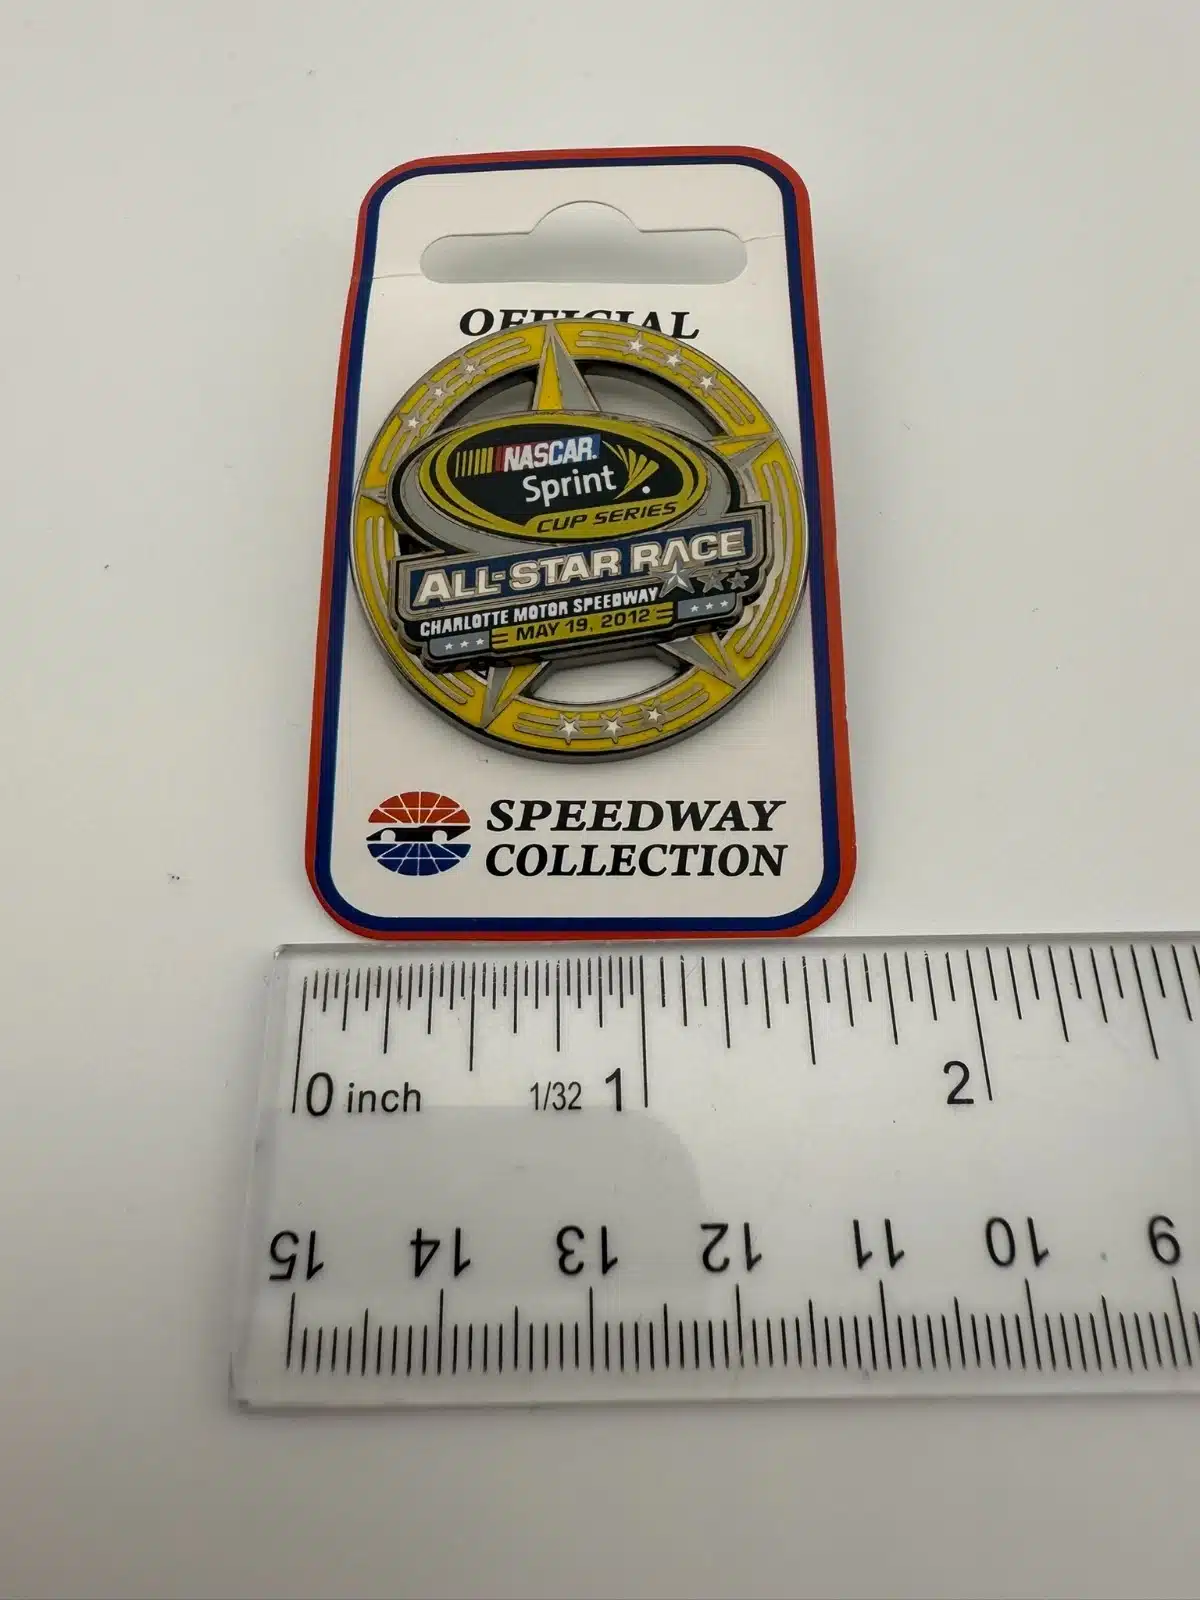 OFFICIAL
NASCAR.
Sprint
CUP SERIES
ALL-STAR RACE
CHARLOTTE MOTOR SPEEDWAY
MAY 19, 2012
SPEEDWAY
COLLECTION
0 inch 1/32 1 2
15 14 13 12 11 10 9